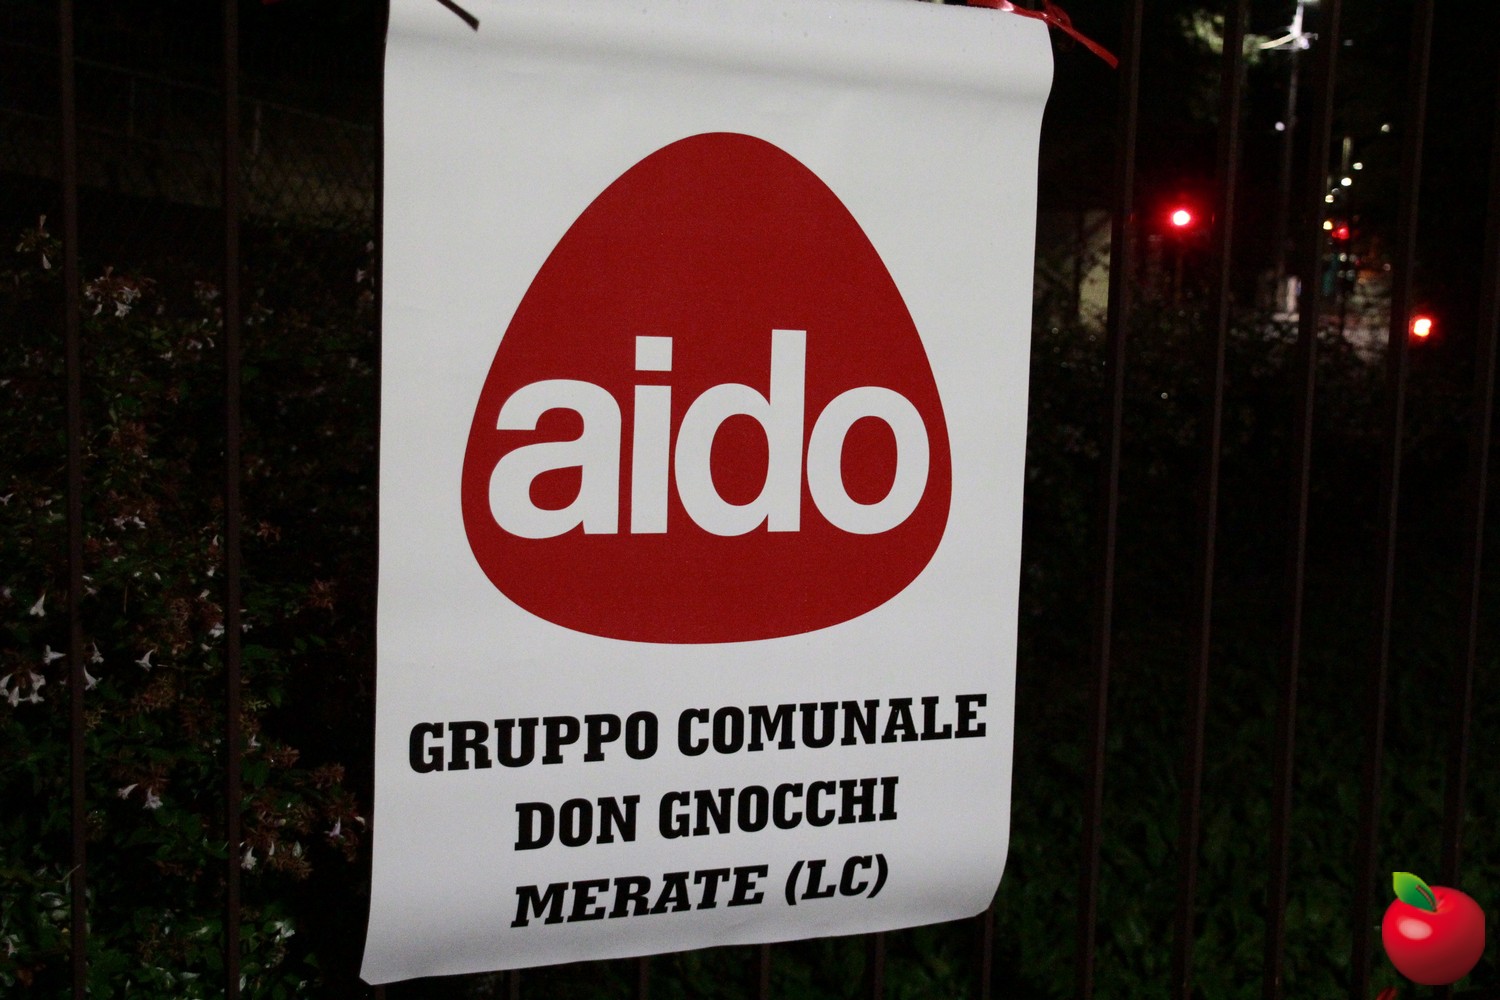 aido
GRUPPO COMUNALE
DON GNOCCHI
MERATE (LC)